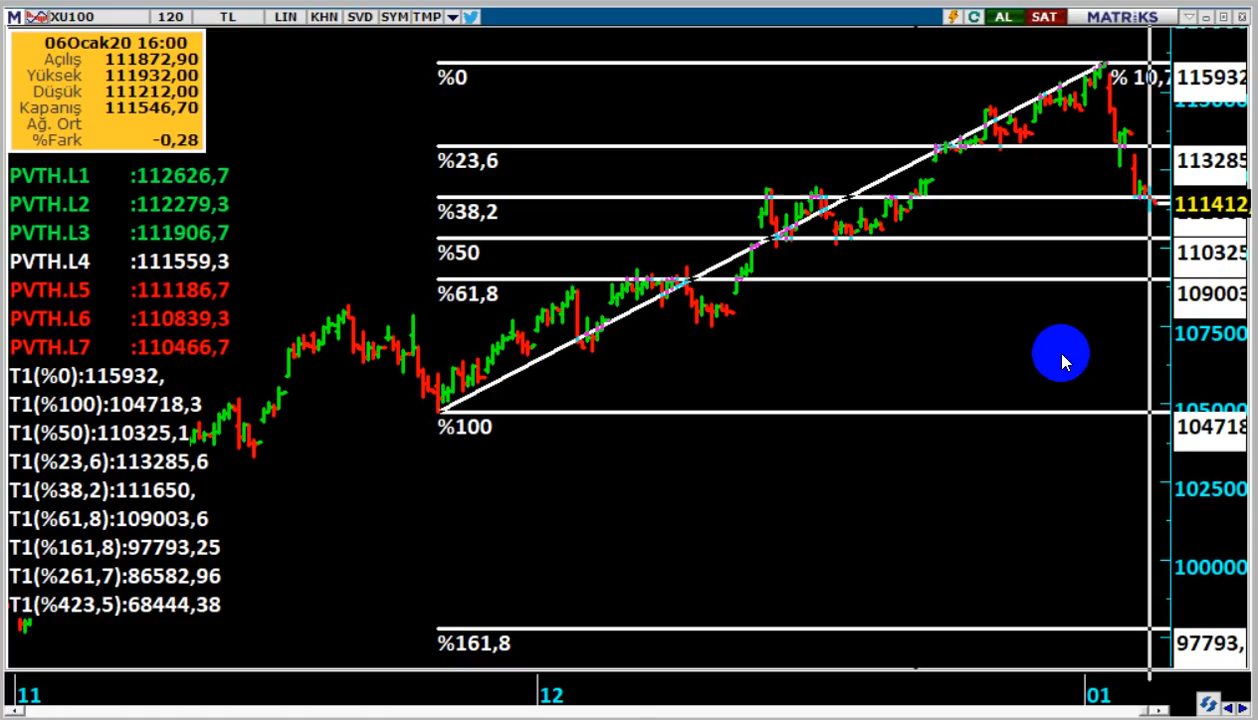 M XU100 120 TL LIN KHN SVD SYM TMP AL SAT MATRiKS
06Ocak20 16:00
Açılış 111872,90
Yüksek 111932,00
Düşük 111212,00
Kapanış 111546,70
Ağ. Ort
%Fark -0,28
PVTH.L1 :112626,7
PVTH.L2 :112279,3
PVTH.L3 :111906,7
PVTH.L4 :111559,3
PVTH.L5 :111186,7
PVTH.L6 :110839,3
PVTH.L7 :110466,7
T1(%0):115932,
T1(%100):104718,3
T1(%50):110325,1
T1(%23,6):113285,6
T1(%38,2):111650,
T1(%61,8):109003,6
T1(%161,8):97793,25
T1(%261,7):86582,96
T1(%423,5):68444,38
%0
% 10,7
%23,6
%38,2
%50
%61,8
%100
%161,8
115932
113285
111412,
110325
109003
107500
105000
104718
102500
100000
97793,
11 12 01